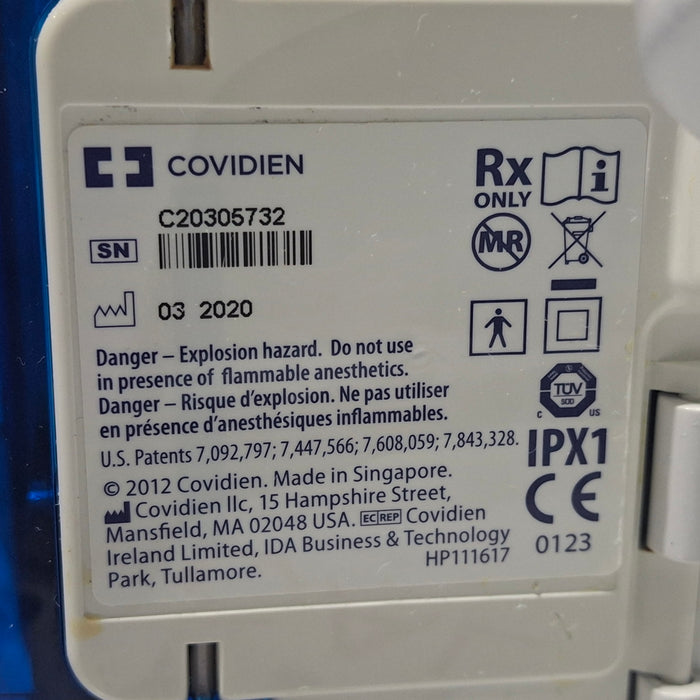 COVIDIEN
C20305732
SN
03 2020
Rx
ONLY
i
MR
Danger – Explosion hazard. Do not use
in presence of flammable anesthetics.
Danger – Risque d'explosion. Ne pas utiliser
en présence d'anesthésiques inflammables.
U.S. Patents 7,092,797; 7,447,566; 7,608,059; 7,843,328.
© 2012 Covidien. Made in Singapore.
Covidien llc, 15 Hampshire Street,
Mansfield, MA 02048 USA. EC REP Covidien
Ireland Limited, IDA Business & Technology
Park, Tullamore.
HP111617
TÜV
SÜD
C US
IPX1
CE
0123